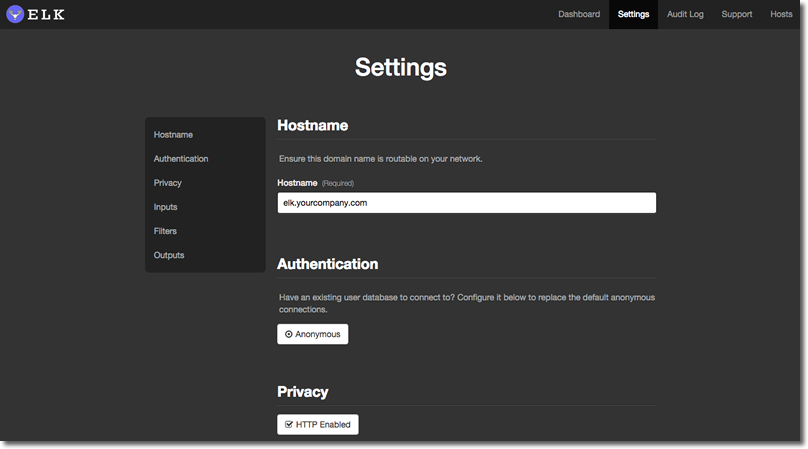 ELK
Dashboard Settings Audit Log Support Hosts
Settings
Hostname
Authentication
Privacy
Inputs
Filters
Outputs
Hostname
Ensure this domain name is routable on your network.
Hostname (Required)
elk.yourcompany.com
Authentication
Have an existing user database to connect to? Configure it below to replace the default anonymous
connections.
Anonymous
Privacy
HTTP Enabled